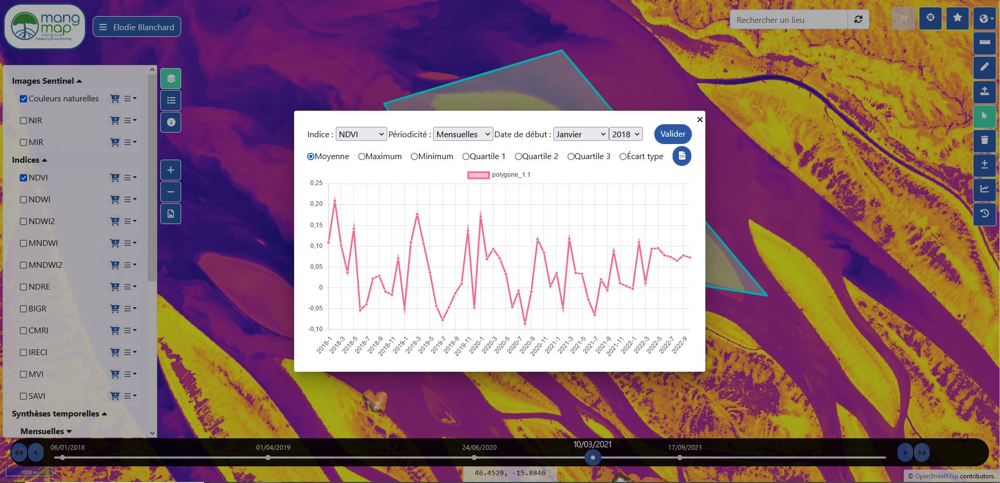 mang
map
mangrove
mapping & monitoring
Elodie Blanchard
Rechercher un lieu
Images Sentinel
Couleurs naturelles
NIR
MIR
Indices
NDVI
NDWI
NDWI2
MNDWI
MNDWI2
NDRE
BIGR
CMRI
IRECI
MVI
SAVI
Synthèses temporelles
Mensuelles
Indice : NDVI Périodicité : Mensuelles Date de début : Janvier 2018 Valider
Moyenne Maximum Minimum Quartile 1 Quartile 2 Quartile 3 Écart type CSV
polygone_1.1
0,25
0,20
0,15
0,10
0,05
0
-0,05
-0,10
2018-1 2018-3 2018-5 2018-7 2018-9 2018-11 2019-1 2019-3 2019-5 2019-7 2019-9 2019-11 2020-1 2020-3 2020-5 2020-7 2020-9 2020-11 2021-1 2021-3 2021-5 2021-7 2021-9 2021-11 2022-1 2022-3 2022-5 2022-7 2022-9
06/01/2018 01/04/2019 24/06/2020 10/03/2021 17/09/2021
1000 m
46.4529, -15.8846
© OpenStreetMap contributors.